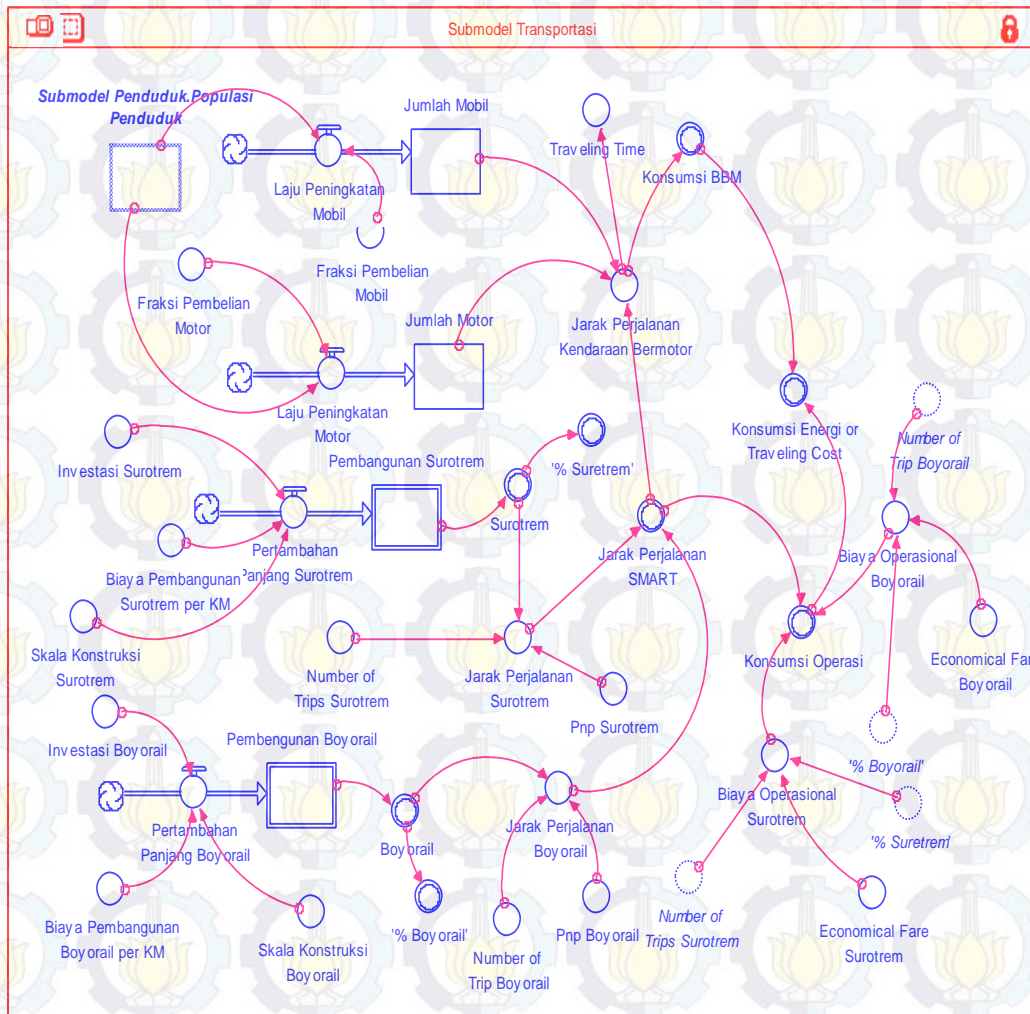 Submodel Transportasi
Submodel Penduduk.Populasi
Penduduk
Jumlah Mobil
Traveling Time
Konsumsi BBM
Laju Peningkatan
Mobil
Fraksi Pembelian
Mobil
Fraksi Pembelian
Motor
Jumlah Motor
Jarak Perjalanan
Kendaraan Bermotor
Laju Peningkatan
Motor
Konsumsi Energi or
Traveling Cost
Number of
Trip Boyorail
Investasi Surotrem
Pembangunan Surotrem
'% Suretrem'
Surotrem
Biaya Pembangunan
Surotrem per KM
Pertambahan
Panjang Surotrem
Jarak Perjalanan
SMART
Biaya Operasional
Boyorail
Skala Konstruksi
Surotrem
Number of
Trips Surotrem
Jarak Perjalanan
Surotrem
Pnp Surotrem
Konsumsi Operasi
Economical Fare
Boyorail
Investasi Boyorail
Pembengunan Boyorail
'% Boyorail'
Pertambahan
Panjang Boyorail
Boyorail
Jarak Perjalanan
Boyorail
Biaya Operasional
Surotrem
'% Suretrem'
Biaya Pembangunan
Boyorail per KM
Skala Konstruksi
Boyorail
'% Boyorail'
Number of
Trip Boyorail
Pnp Boyorail
Number of
Trips Surotrem
Economical Fare
Surotrem